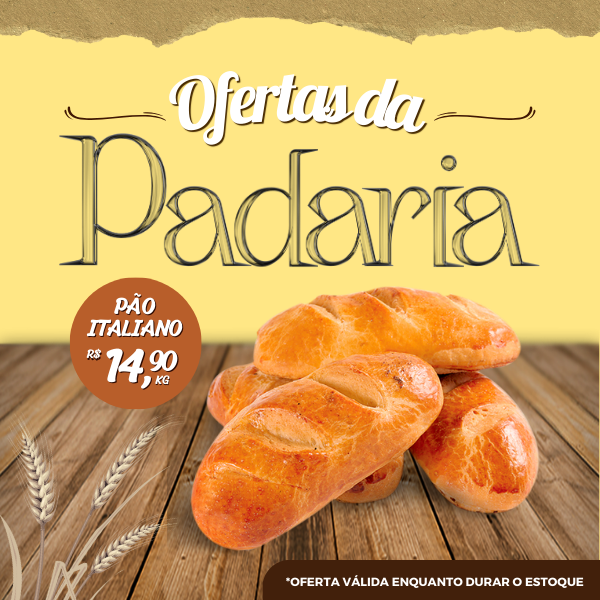 Ofertas da
Padaria
PÃO
ITALIANO
R$ 14,90
KG
*OFERTA VÁLIDA ENQUANTO DURAR O ESTOQUE